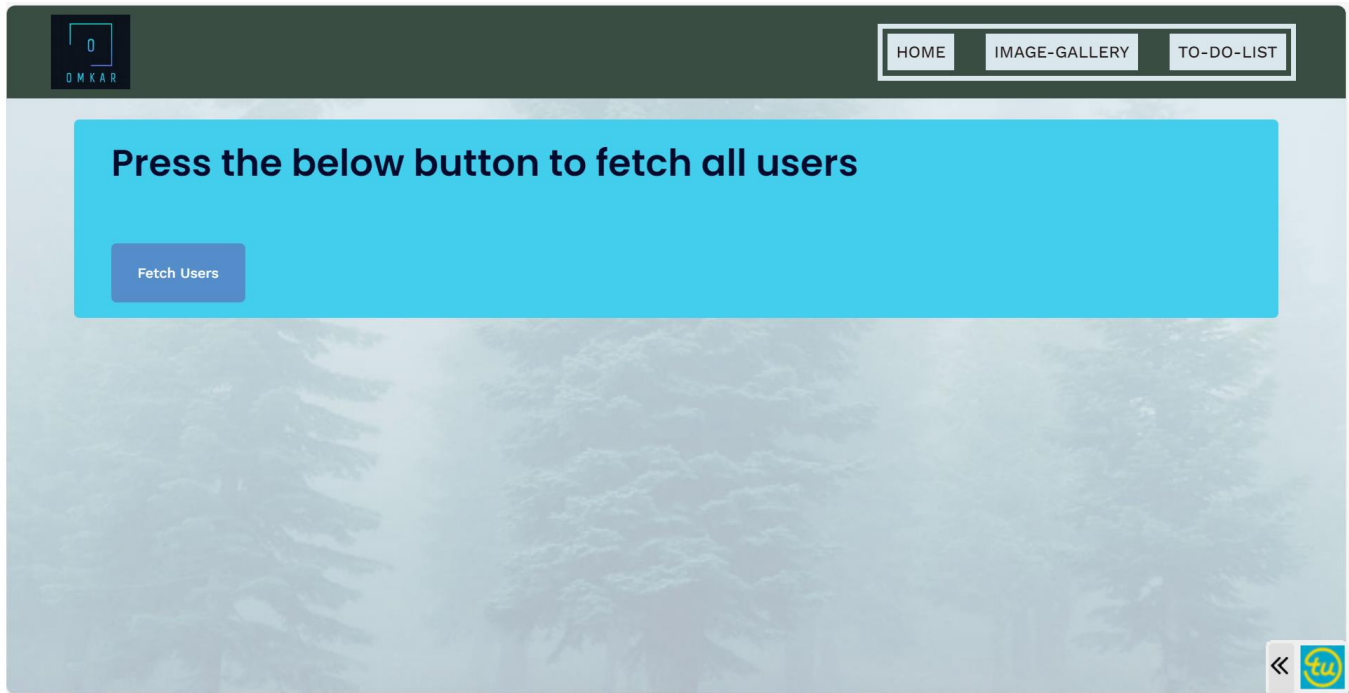 O
OMKAR
HOME
IMAGE-GALLERY
TO-DO-LIST
Press the below button to fetch all users
Fetch Users
tu